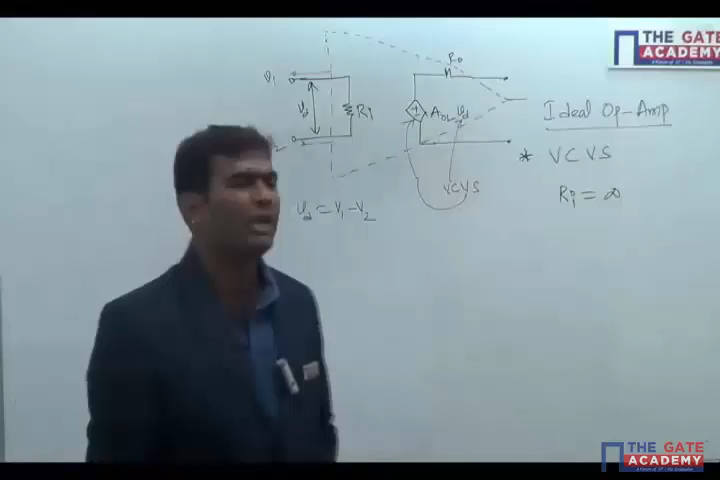 THE GATE
ACADEMY
Ro
V1
Vd
Ri
+
AOL Vd
2
VCVS
Vd = V1 - V2
Ideal Op-Amp
* VCVS
Ri = ∞
THE GATE
ACADEMY